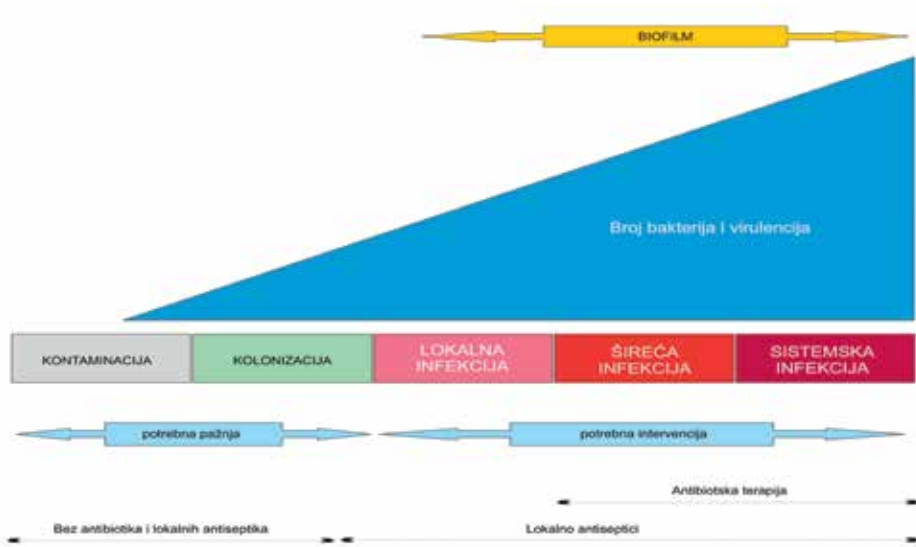 BIOFILM
Broj bakterija i virulencija
KONTAMINACIJA
KOLONIZACIJA
LOKALNA
INFEKCIJA
ŠIREĆA
INFEKCIJA
SISTEMSKA
INFEKCIJA
potrebna pažnja
potrebna intervencija
Antibiotska terapija
Bez antibiotika i lokalnih antiseptika
Lokalno antiseptici